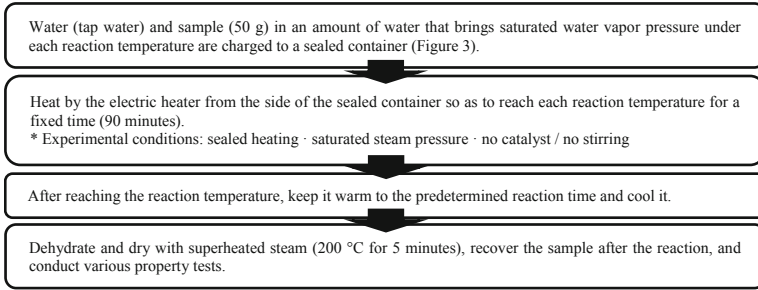 Water (tap water) and sample (50 g) in an amount of water that brings saturated water vapor pressure under
each reaction temperature are charged to a sealed container (Figure 3).
Heat by the electric heater from the side of the sealed container so as to reach each reaction temperature for a
fixed time (90 minutes).
* Experimental conditions: sealed heating · saturated steam pressure · no catalyst / no stirring
After reaching the reaction temperature, keep it warm to the predetermined reaction time and cool it.
Dehydrate and dry with superheated steam (200 °C for 5 minutes), recover the sample after the reaction, and
conduct various property tests.